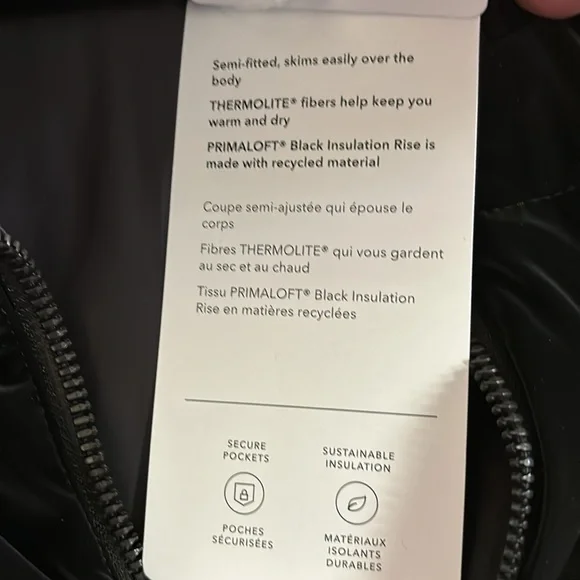 Semi-fitted, skims easily over the
body
THERMOLITE® fibers help keep you
warm and dry
PRIMALOFT® Black Insulation Rise is
made with recycled material
Coupe semi-ajustée qui épouse le
corps
Fibres THERMOLITE® qui vous gardent
au sec et au chaud
Tissu PRIMALOFT® Black Insulation
Rise en matières recyclées
SECURE
POCKETS
POCHES
SÉCURISÉES
SUSTAINABLE
INSULATION
MATÉRIAUX
ISOLANTS
DURABLES